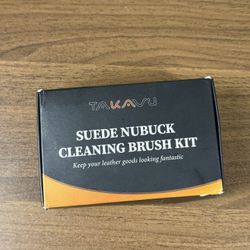 TAKAVU
SUEDE NUBUCK
CLEANING BRUSH KIT
Keep your leather goods looking fantastic